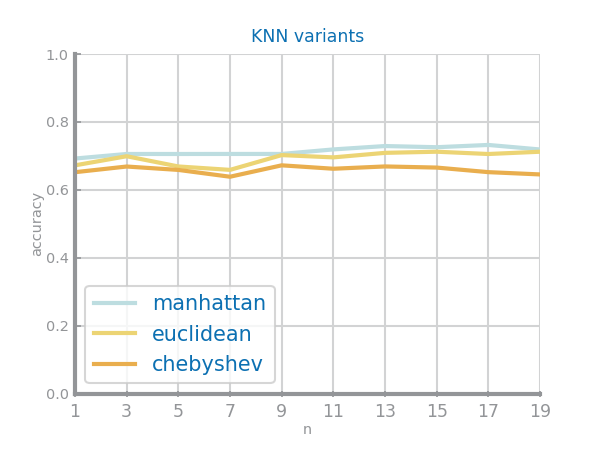 KNN variants
1.0
0.8
0.6
0.4
0.2
0.0
accuracy
manhattan
euclidean
chebyshev
1 3 5 7 9 11 13 15 17 19
n